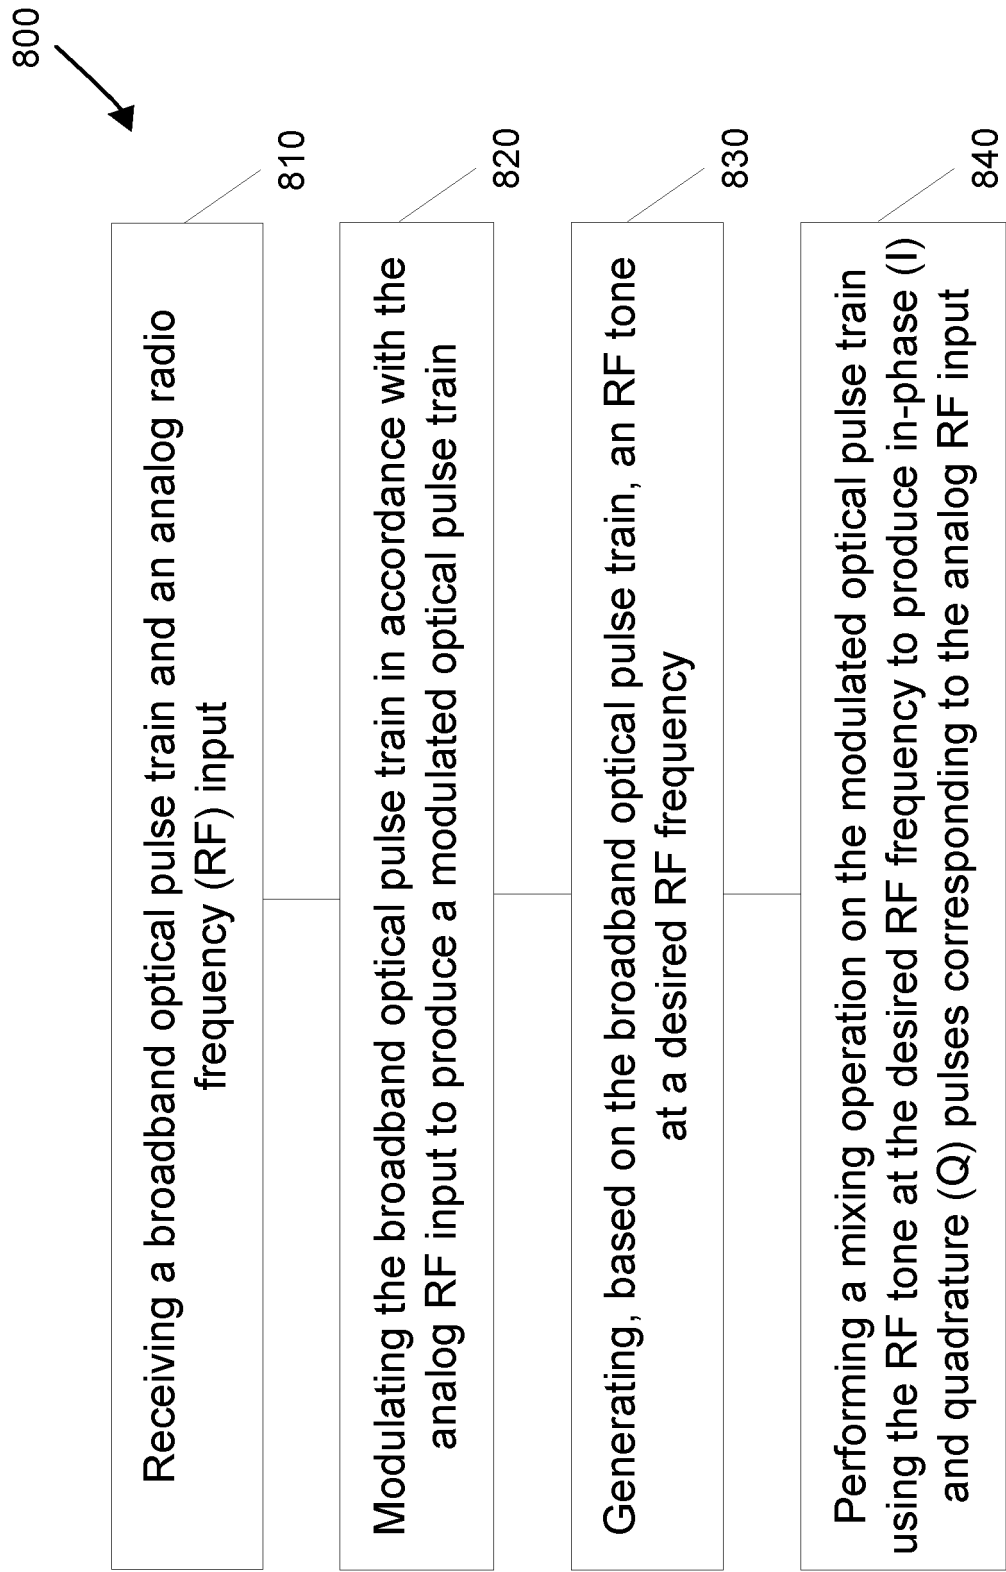 800
Receiving a broadband optical pulse train and an analog radio
frequency (RF) input
810
Modulating the broadband optical pulse train in accordance with the
analog RF input to produce a modulated optical pulse train
820
Generating, based on the broadband optical pulse train, an RF tone
at a desired RF frequency
830
Performing a mixing operation on the modulated optical pulse train
using the RF tone at the desired RF frequency to produce in-phase (I)
and quadrature (Q) pulses corresponding to the analog RF input
840